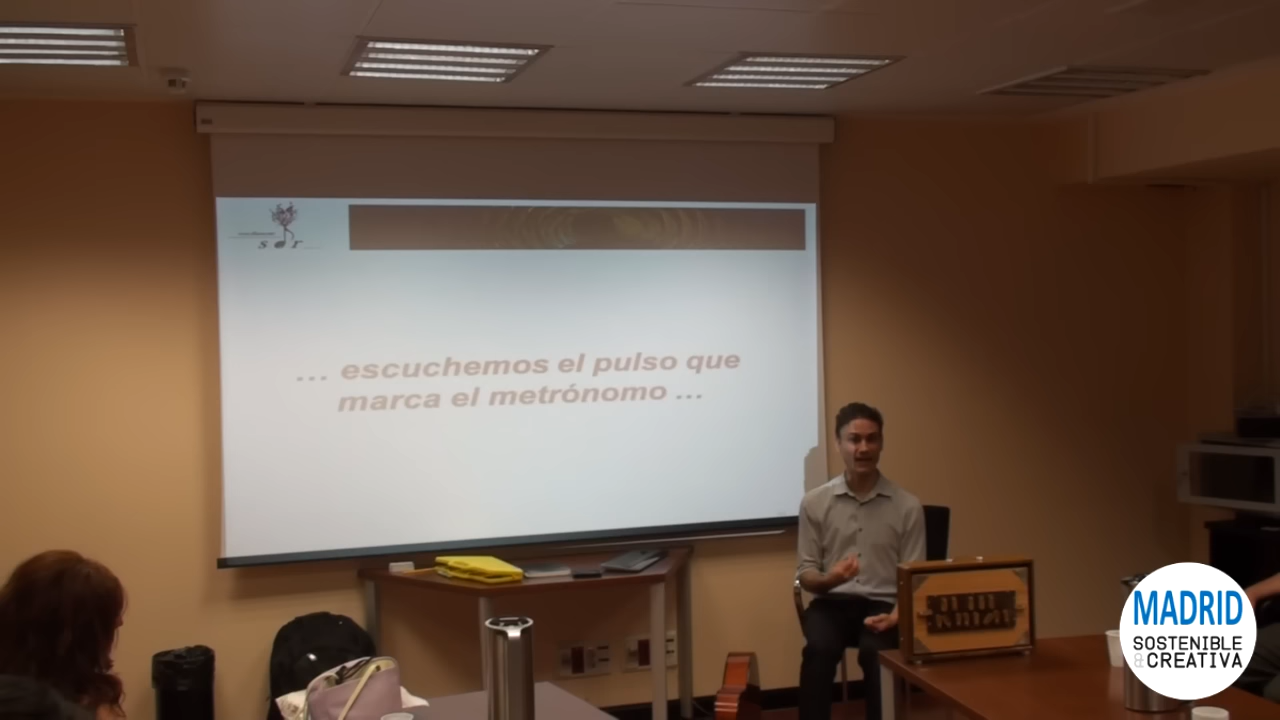 s r
... escuchemos el pulso que
marca el metrónomo ...
MADRID
SOSTENIBLE
CREATIVA